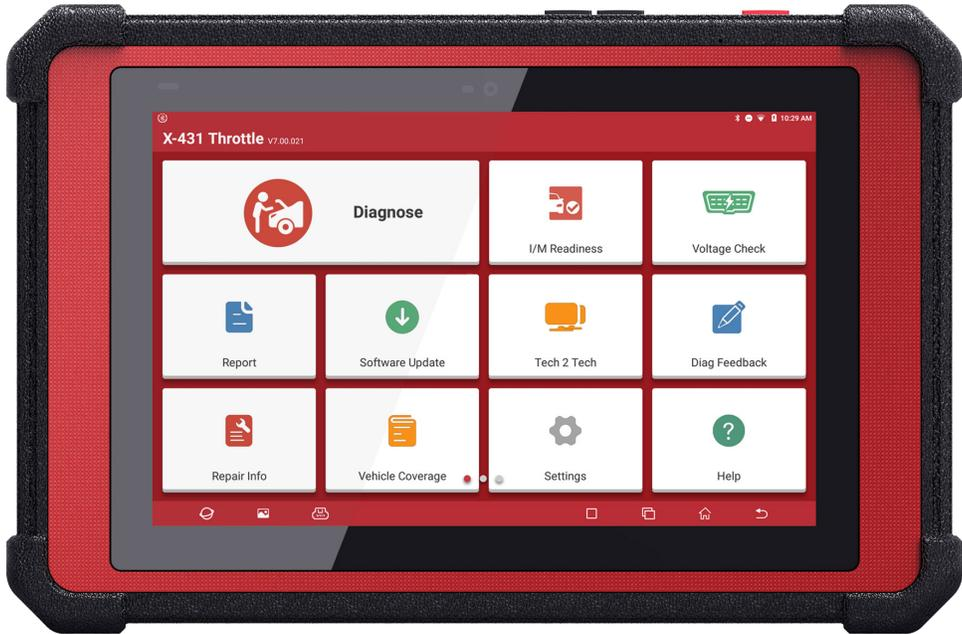 10:29 AM
X-431 Throttle V7.00.021
Diagnose
I/M Readiness
Voltage Check
Report
Software Update
Tech 2 Tech
Diag Feedback
Repair Info
Vehicle Coverage
Settings
?
Help